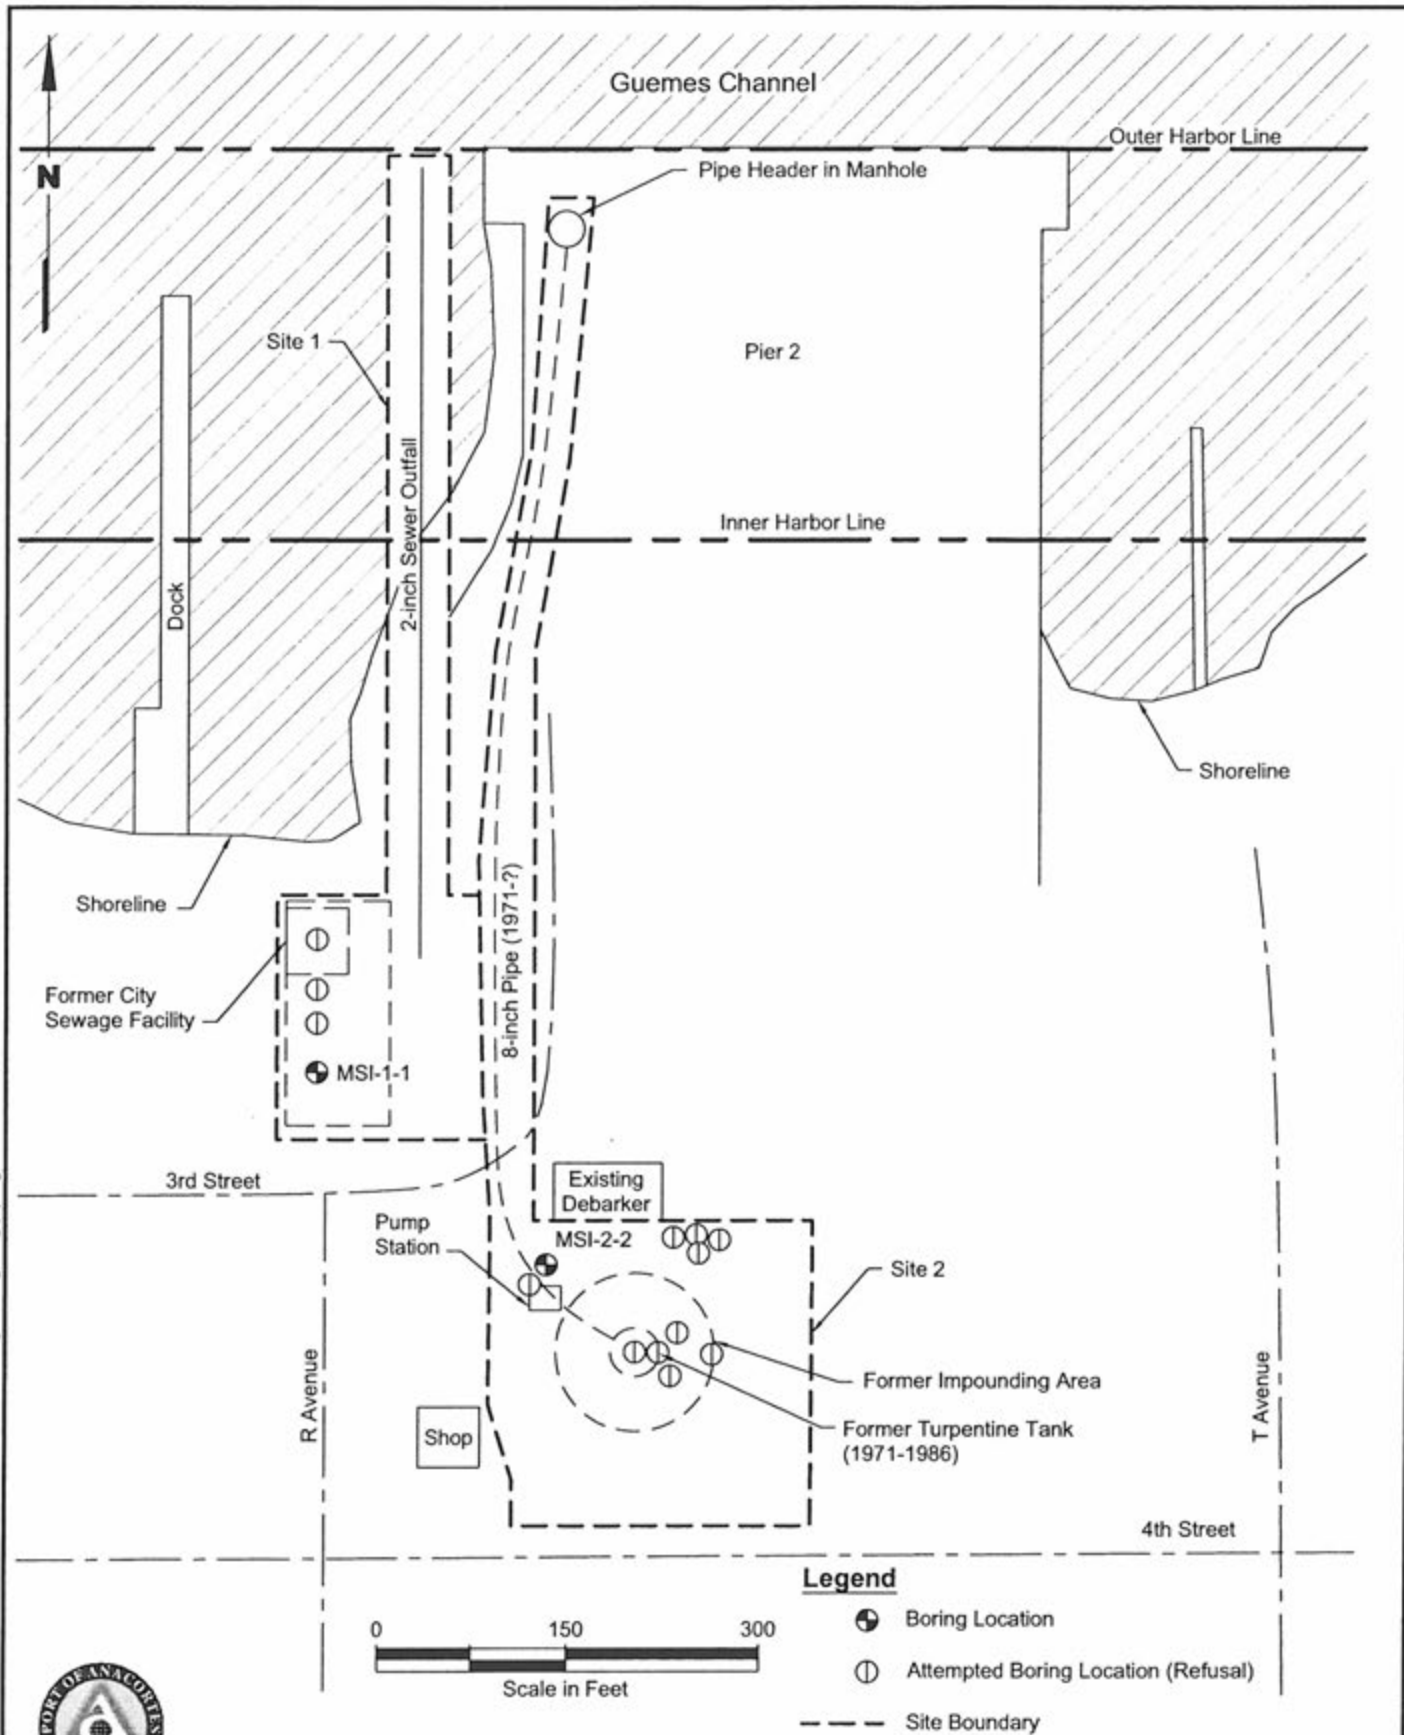 Guemes Channel
Outer Harbor Line
N
Pipe Header in Manhole
Site 1
Pier 2
2-inch Sewer Outfall
Inner Harbor Line
Dock
Shoreline
Shoreline
8-inch Pipe (1971-?)
Former City
Sewage Facility
MSI-1-1
3rd Street
Existing
Debarker
Pump
Station
MSI-2-2
Site 2
R Avenue
Former Impounding Area
T Avenue
Shop
Former Turpentine Tank
(1971-1986)
4th Street
Legend
Boring Location
0 150 300
Attempted Boring Location (Refusal)
Scale in Feet
PORT OF ANACORTES
Site Boundary